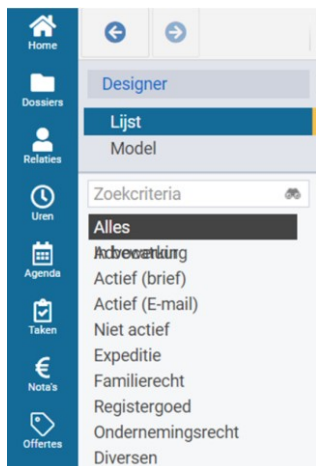 Home
Dossiers
Relaties
Uren
Agenda
Taken
Nota's
Offertes
Designer
Lijst
Model
Zoekcriteria
Alles
Actief (brief)
Actief (E-mail)
Niet actief
Expeditie
Familierecht
Registergoed
Ondernemingsrecht
Diversen